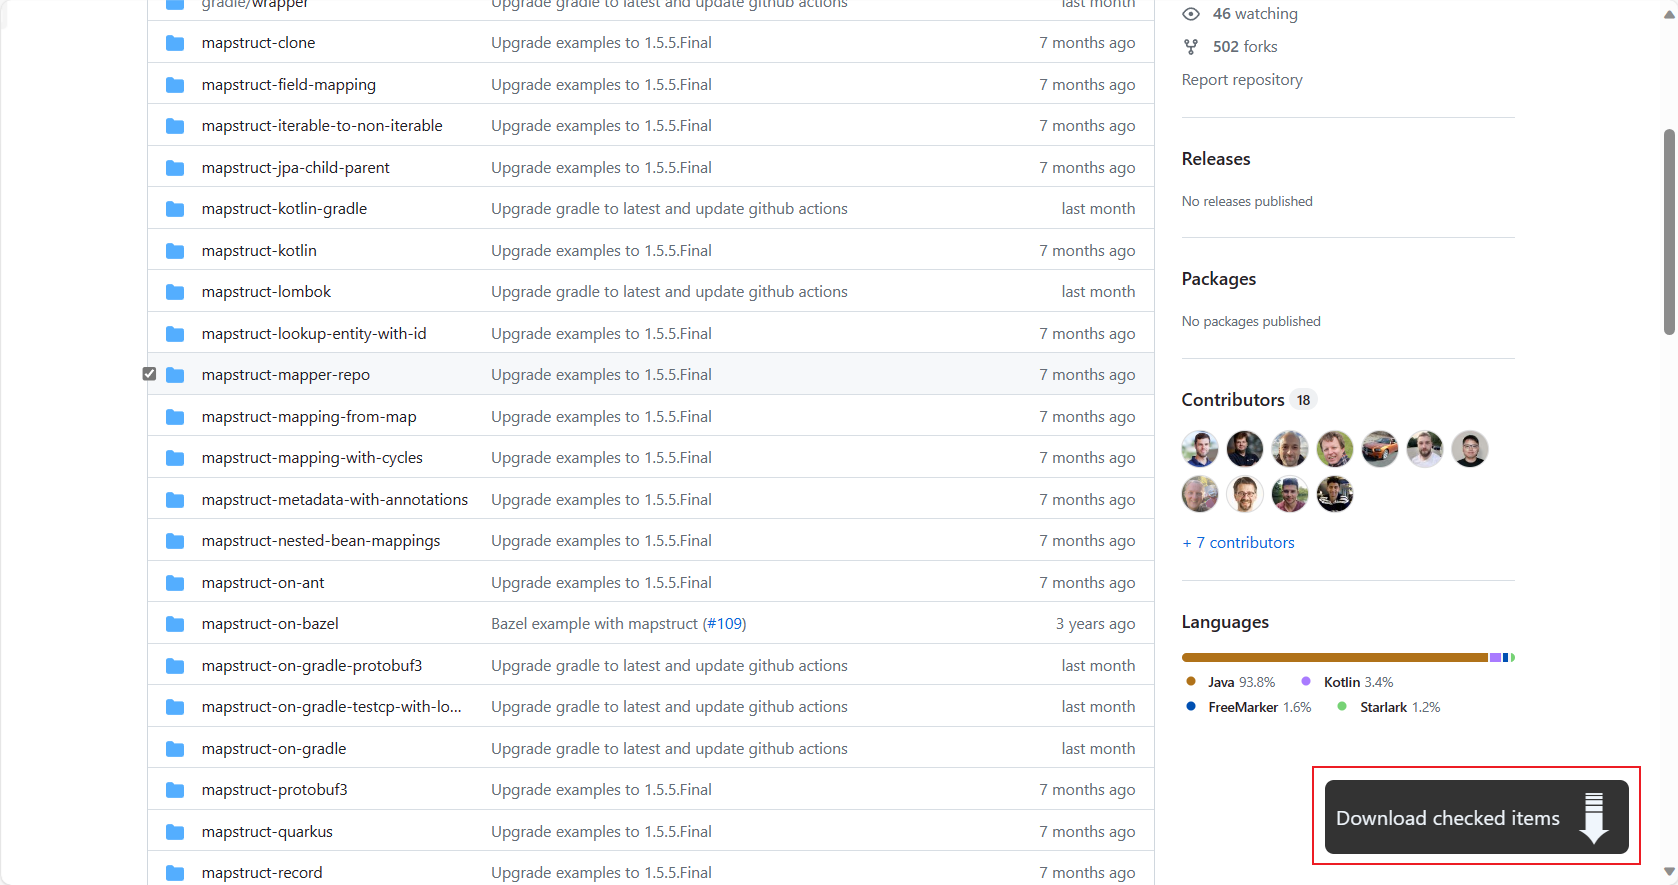 gradle/wrapper Upgrade gradle to latest and update github actions last month
mapstruct-clone Upgrade examples to 1.5.5.Final 7 months ago
mapstruct-field-mapping Upgrade examples to 1.5.5.Final 7 months ago
mapstruct-iterable-to-non-iterable Upgrade examples to 1.5.5.Final 7 months ago
mapstruct-jpa-child-parent Upgrade examples to 1.5.5.Final 7 months ago
mapstruct-kotlin-gradle Upgrade gradle to latest and update github actions last month
mapstruct-kotlin Upgrade examples to 1.5.5.Final 7 months ago
mapstruct-lombok Upgrade gradle to latest and update github actions last month
mapstruct-lookup-entity-with-id Upgrade examples to 1.5.5.Final 7 months ago
mapstruct-mapper-repo Upgrade examples to 1.5.5.Final 7 months ago
mapstruct-mapping-from-map Upgrade examples to 1.5.5.Final 7 months ago
mapstruct-mapping-with-cycles Upgrade examples to 1.5.5.Final 7 months ago
mapstruct-metadata-with-annotations Upgrade examples to 1.5.5.Final 7 months ago
mapstruct-nested-bean-mappings Upgrade examples to 1.5.5.Final 7 months ago
mapstruct-on-ant Upgrade examples to 1.5.5.Final 7 months ago
mapstruct-on-bazel Bazel example with mapstruct (#109) 3 years ago
mapstruct-on-gradle-protobuf3 Upgrade gradle to latest and update github actions last month
mapstruct-on-gradle-testcp-with-lo... Upgrade gradle to latest and update github actions last month
mapstruct-on-gradle Upgrade gradle to latest and update github actions last month
mapstruct-protobuf3 Upgrade examples to 1.5.5.Final 7 months ago
mapstruct-quarkus Upgrade examples to 1.5.5.Final 7 months ago
mapstruct-record Upgrade examples to 1.5.5.Final 7 months ago
46 watching
502 forks
Report repository
Releases
No releases published
Packages
No packages published
Contributors 18
+ 7 contributors
Languages
Java 93.8% Kotlin 3.4%
FreeMarker 1.6% Starlark 1.2%
Download checked items